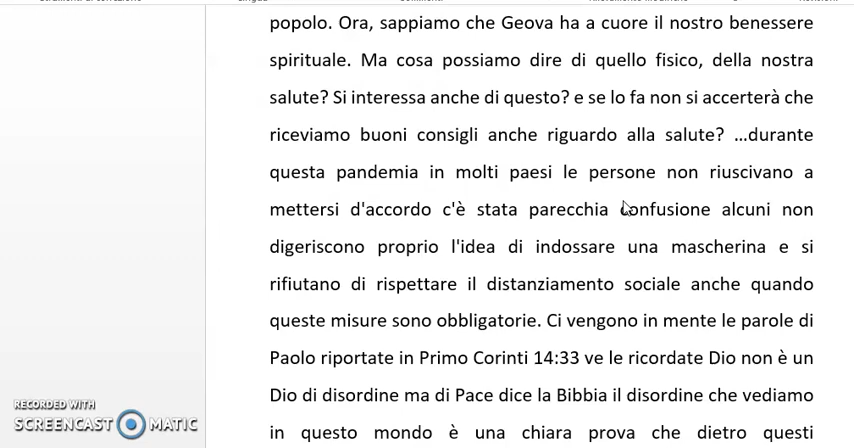 popolo. Ora, sappiamo che Geova ha a cuore il nostro benessere
spirituale. Ma cosa possiamo dire di quello fisico, della nostra
salute? Si interessa anche di questo? e se lo fa non si accerterà che
riceviamo buoni consigli anche riguardo alla salute? ...durante
questa pandemia in molti paesi le persone non riuscivano a
mettersi d'accordo c'è stata parecchia confusione alcuni non
digeriscono proprio l'idea di indossare una mascherina e si
rifiutano di rispettare il distanziamento sociale anche quando
queste misure sono obbligatorie. Ci vengono in mente le parole di
Paolo riportate in Primo Corinti 14:33 ve le ricordate Dio non è un
Dio di disordine ma di Pace dice la Bibbia il disordine che vediamo
in questo mondo è una chiara prova che dietro questi
RECORDED WITH
SCREENCAST MATIC